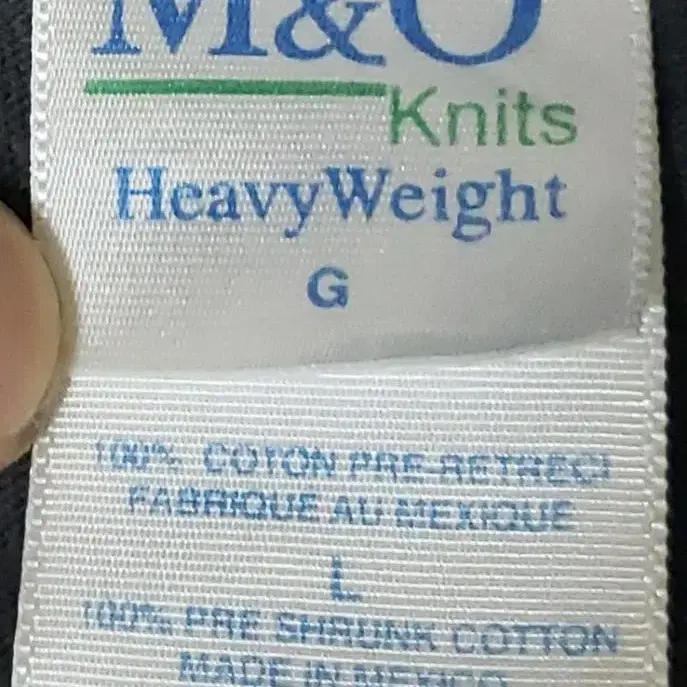 M&O
Knits
HeavyWeight
G
100% COTON PRE-RETRECI
FABRIQUE AU MEXIQUE
L
100% PRE SHRUNK COTTON
MADE IN MEXICO